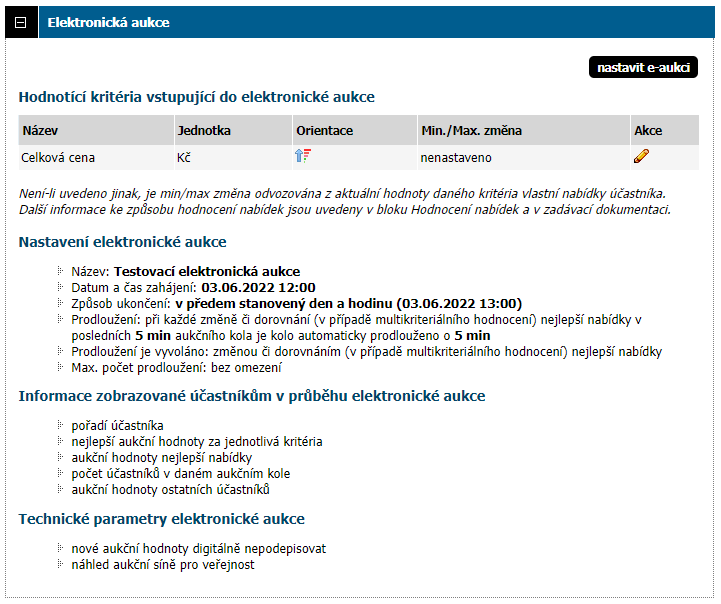 Elektronická aukce
nastavit e-aukci
Hodnotící kritéria vstupující do elektronické aukce
Název Jednotka Orientace Min./Max. změna Akce
Celková cena Kč nenastaveno
Není-li uvedeno jinak, je min/max změna odvozována z aktuální hodnoty daného kritéria vlastní nabídky účastníka.
Další informace ke způsobu hodnocení nabídek jsou uvedeny v bloku Hodnocení nabídek a v zadávací dokumentaci.
Nastavení elektronické aukce
Název: Testovací elektronická aukce
Datum a čas zahájení: 03.06.2022 12:00
Způsob ukončení: v předem stanovený den a hodinu (03.06.2022 13:00)
Prodloužení: při každé změně či dorovnání (v případě multikriteriálního hodnocení) nejlepší nabídky v
posledních 5 min aukčního kola je kolo automaticky prodlouženo o 5 min
Prodloužení je vyvoláno: změnou či dorovnáním (v případě multikriteriálního hodnocení) nejlepší nabídky
Max. počet prodloužení: bez omezení
Informace zobrazované účastníkům v průběhu elektronické aukce
pořadí účastníka
nejlepší aukční hodnoty za jednotlivá kritéria
aukční hodnoty nejlepší nabídky
počet účastníků v daném aukčním kole
aukční hodnoty ostatních účastníků
Technické parametry elektronické aukce
nové aukční hodnoty digitálně nepodepisovat
náhled aukční síně pro veřejnost